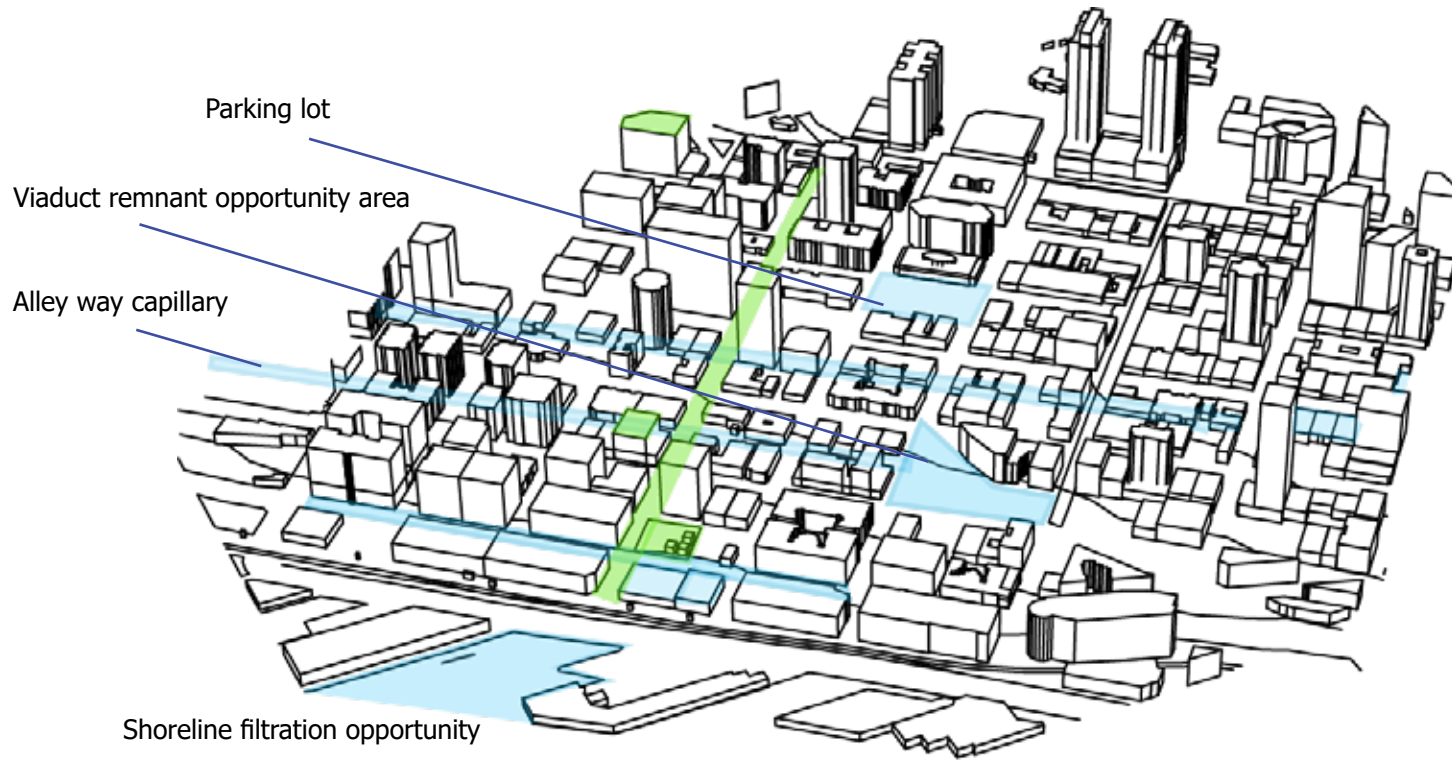 Parking lot
Viaduct remnant opportunity area
Alley way capillary
Shoreline filtration opportunity